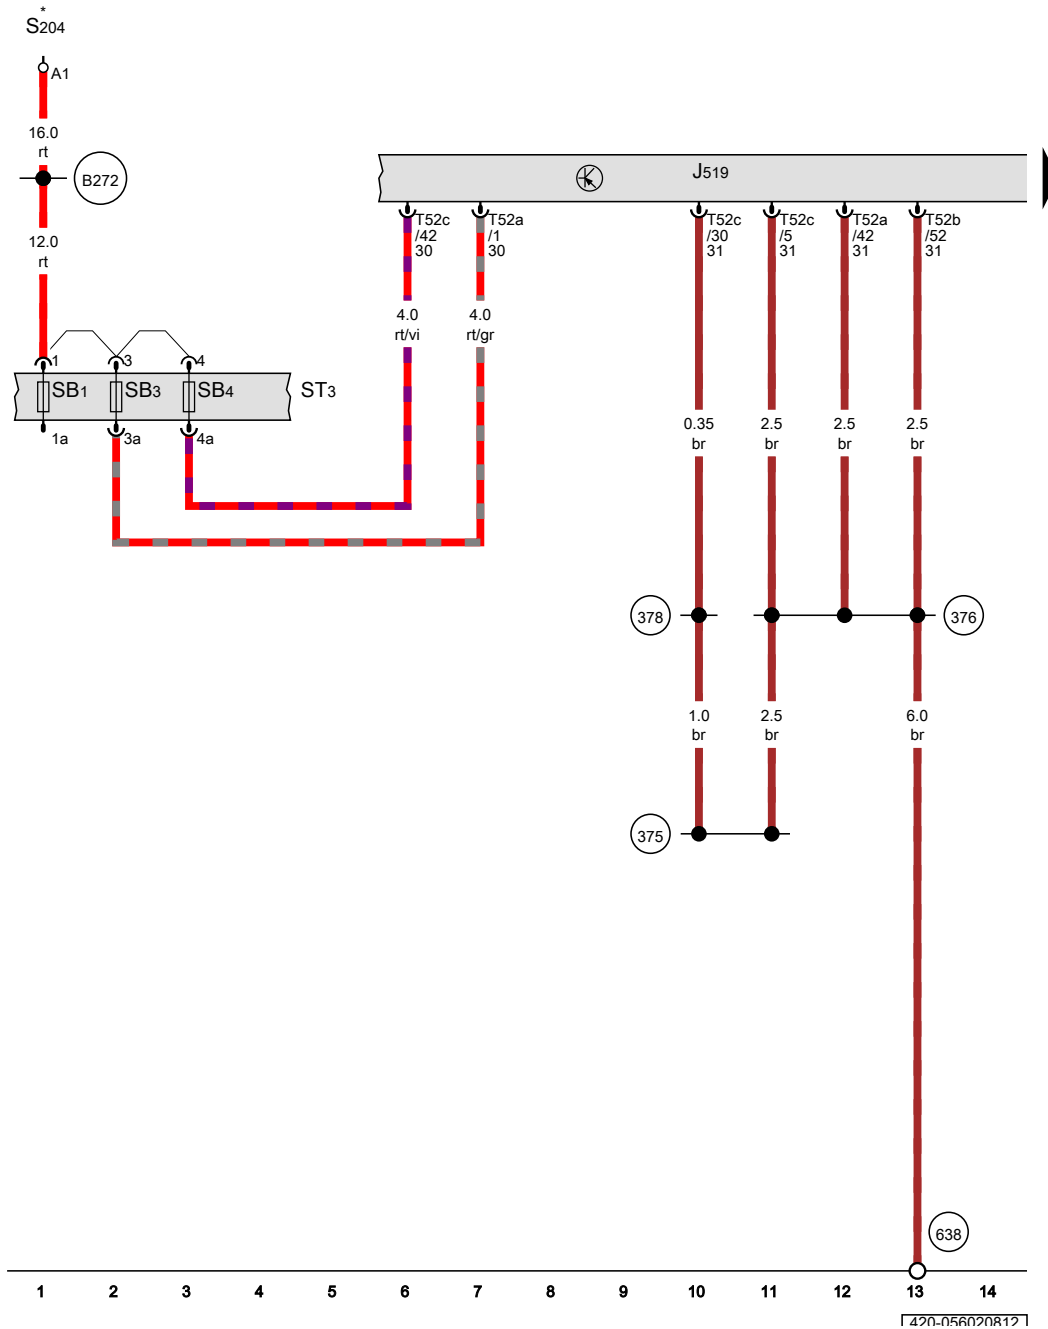 *
S204
A1
16.0
rt
B272
12.0
rt
J519
T52c
/42
30
T52a
/1
30
T52c
/30
31
T52c
/5
31
T52a
/42
31
T52b
/52
31
4.0
rt/vi
4.0
rt/gr
1 1 3 4
SB1 SB3 SB4 ST3
1a 3a 4a
0.35
br
2.5
br
2.5
br
2.5
br
378
376
1.0
br
2.5
br
6.0
br
375
638
1 2 3 4 5 6 7 8 9 10 11 12 13 14
420-056020812